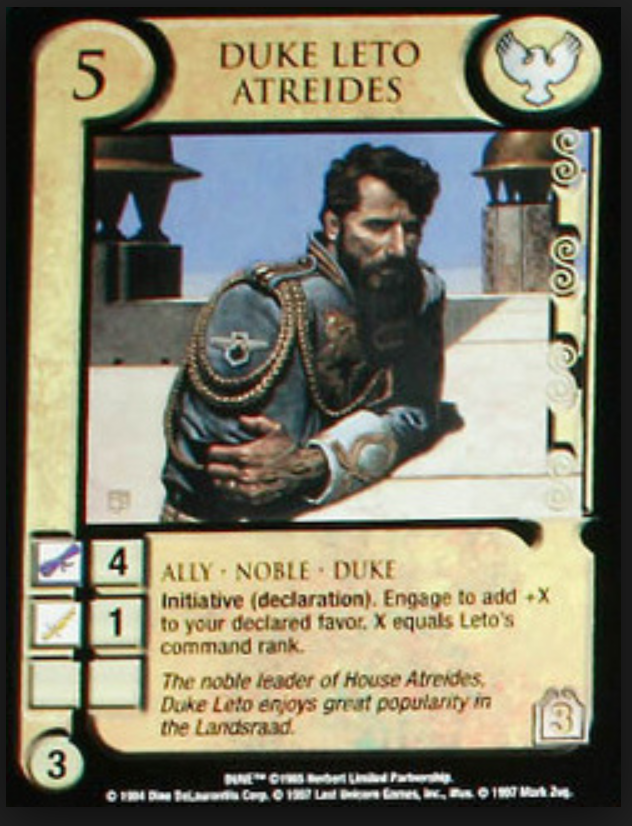 5
DUKE LETO
ATREIDES
4
1
ALLY · NOBLE · DUKE
Initiative (declaration). Engage to add +X
to your declared favor. X equals Leto's
command rank.
The noble leader of House Atreides,
Duke Leto enjoys great popularity in
the Landsraad.
3
3
DUNE™ © Herbert Limited Partnership.
© 1984 Dino DeLaurentiis Corp. © 1997 Last Unicorn Games, Inc., Illus. © 1997 Mark Zug.